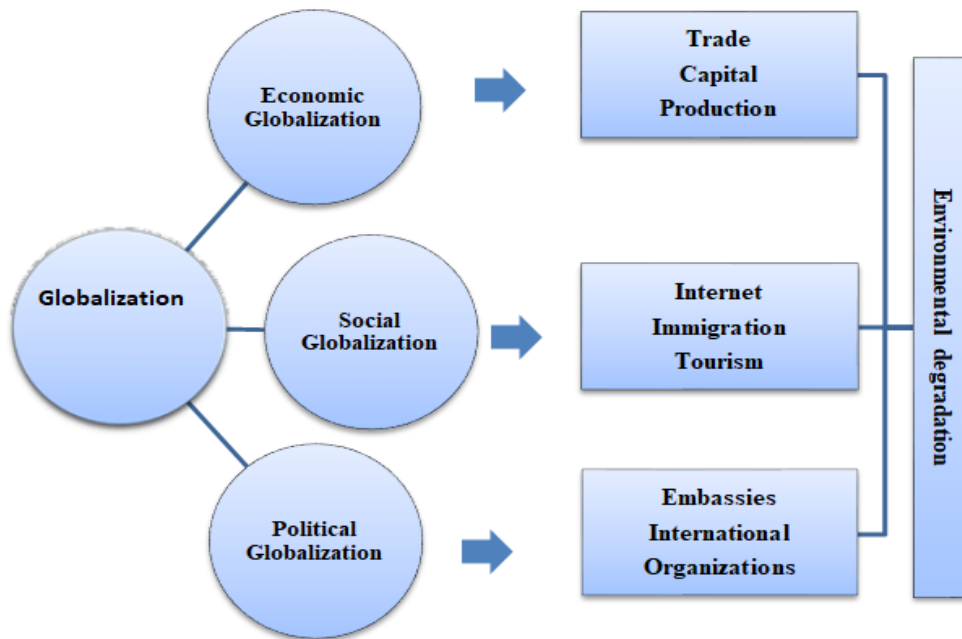 Globalization
Economic
Globalization
Trade
Capital
Production
Social
Globalization
Internet
Immigration
Tourism
Political
Globalization
Embassies
International
Organizations
Environmental degradation